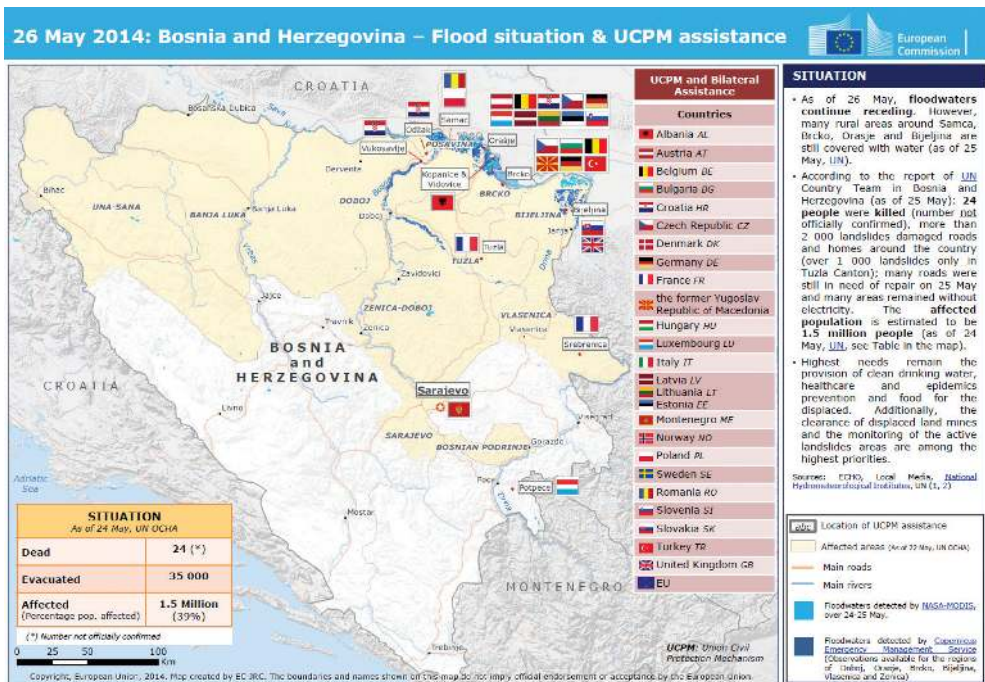 26 May 2014: Bosnia and Herzegovina – Flood situation & UCPM assistance
European
Commission
CROATIA
Bosanska Dubica
Sava
Samac
Odzak
Vukosavlje
POSAVINA
Orasje
Kopanice &
Vidovice
BRCKO
Brcko
Derventa
Bihac
UNA-SANA
BANJA LUKA
Banja Luka
DOBOJ
Doboj
Bosna
BIJELJINA
Bijeljina
Janja
Drina
Vrbas
Tuzla
TUZLA
Zavidovici
Jajce
ZENICA-DOBOJ
Travnik
Zenica
VLASENICA
Vlasenica
Srebrenica
BOSNIA
and
HERZEGOVINA
CROATIA
Livno
Sarajevo
SARAJEVO
BOSNIAN PODRINJE
Gorazde
Visegrad
Adriatic
Sea
Foca
Potpece
Drina
Mostar
MONTENEGRO
Trebinje
SITUATION
As of 24 May, UN OCHA
Dead 24 (*)
Evacuated 35 000
Affected 1.5 Million
(Percentage pop. affected) (39%)
(*) Number not officially confirmed
0 25 50 100
Km
UCPM: Union Civil
Protection Mechanism
Copyright, European Union, 2014. Map created by EC JRC. The boundaries and names shown on this map do not imply official endorsement or acceptance by the European Union.
UCPM and Bilateral
Assistance
Countries
Albania AL
Austria AT
Belgium BE
Bulgaria BG
Croatia HR
Czech Republic CZ
Denmark DK
Germany DE
France FR
the former Yugoslav
Republic of Macedonia
Hungary HU
Luxembourg LU
Italy IT
Latvia LV
Lithuania LT
Estonia EE
Montenegro ME
Norway NO
Poland PL
Sweden SE
Romania RO
Slovenia SI
Slovakia SK
Turkey TR
United Kingdom GB
EU
SITUATION
• As of 26 May, floodwaters
continue receding. However,
many rural areas around Samca,
Brcko, Orasje and Bijeljina are
still covered with water (as of 25
May, UN).
• According to the report of UN
Country Team in Bosnia and
Herzegovina (as of 25 May): 24
people were killed (number not
officially confirmed), more than
2 000 landslides damaged roads
and homes around the country
(over 1 000 landslides only in
Tuzla Canton); many roads were
still in need of repair on 25 May
and many areas remained without
electricity. The affected
population is estimated to be
1.5 million people (as of 24
May, UN, see Table in the map).
• Highest needs remain the
provision of clean drinking water,
healthcare and epidemics
prevention and food for the
displaced. Additionally, the
clearance of displaced land mines
and the monitoring of the active
landslides areas are among the
highest priorities.
Sources: ECHO, Local Media, National
Hydrometeorological Institutes, UN (1, 2)
abc Location of UCPM assistance
Affected areas (As of 22 May, UN OCHA)
Main roads
Main rivers
Floodwaters detected by NASA-MODIS,
over 24-25 May.
Floodwaters detected by Copernicus
Emergency Management Service
(Observations available for the regions
of Doboj, Orasje, Brcko, Bijeljina,
Vlasenica and Zenica)